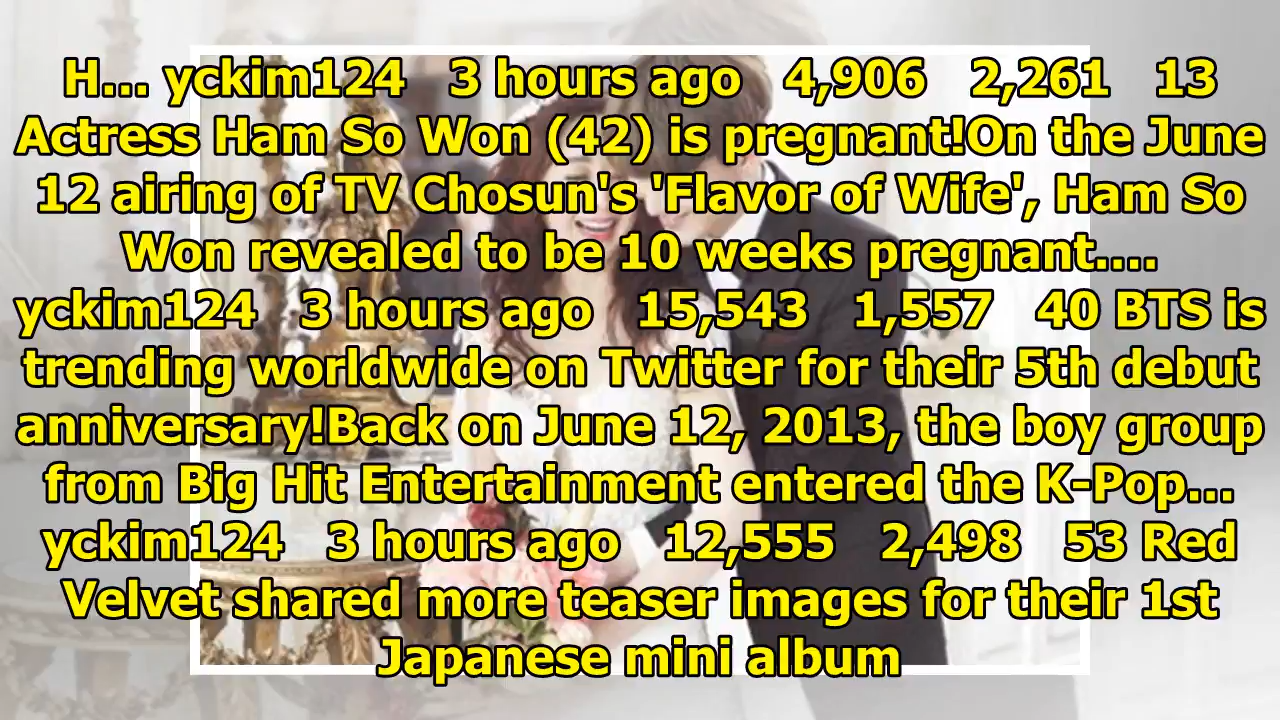 H... yckim124 3 hours ago 4,906 2,261 13
Actress Ham So Won (42) is pregnant!On the June
12 airing of TV Chosun's 'Flavor of Wife', Ham So
Won revealed to be 10 weeks pregnant....
yckim124 3 hours ago 15,543 1,557 40 BTS is
trending worldwide on Twitter for their 5th debut
anniversary!Back on June 12, 2013, the boy group
from Big Hit Entertainment entered the K-Pop...
yckim124 3 hours ago 12,555 2,498 53 Red
Velvet shared more teaser images for their 1st
Japanese mini album